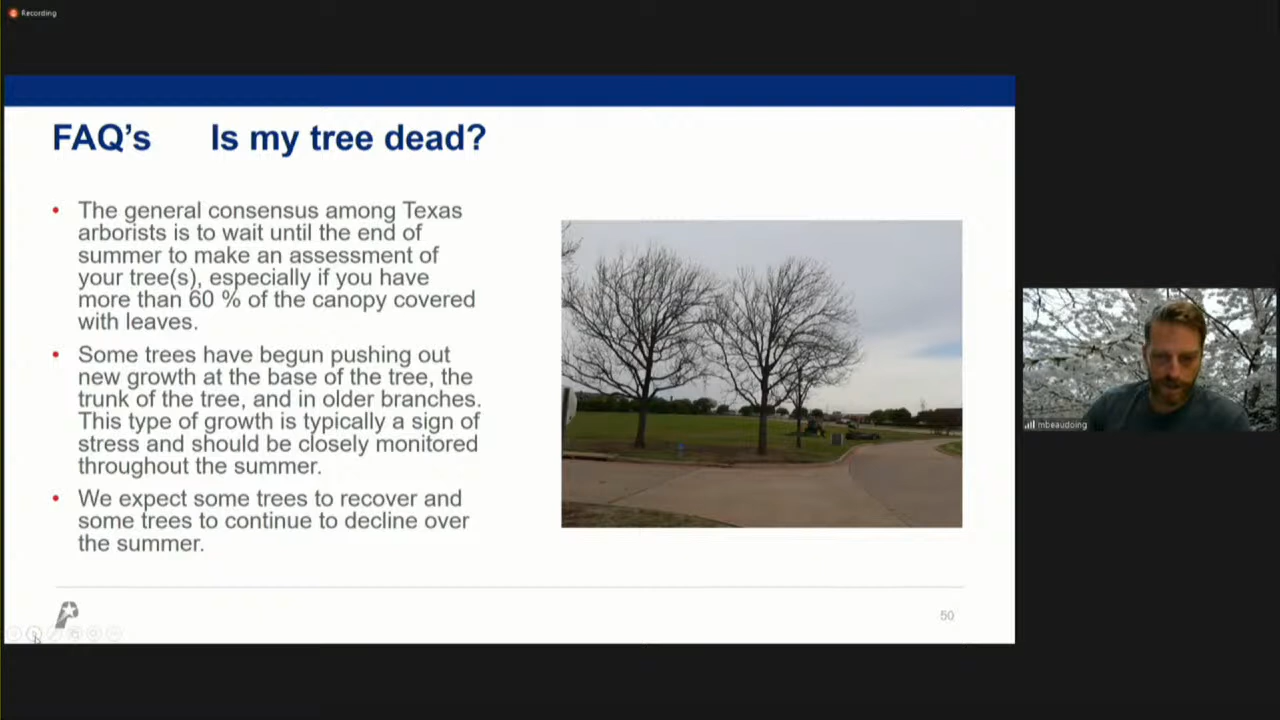 Recording
FAQ's Is my tree dead?
• The general consensus among Texas
arborists is to wait until the end of
summer to make an assessment of
your tree(s), especially if you have
more than 60 % of the canopy covered
with leaves.
• Some trees have begun pushing out
new growth at the base of the tree, the
trunk of the tree, and in older branches.
This type of growth is typically a sign of
stress and should be closely monitored
throughout the summer.
• We expect some trees to recover and
some trees to continue to decline over
the summer.
50
mbeaudoing